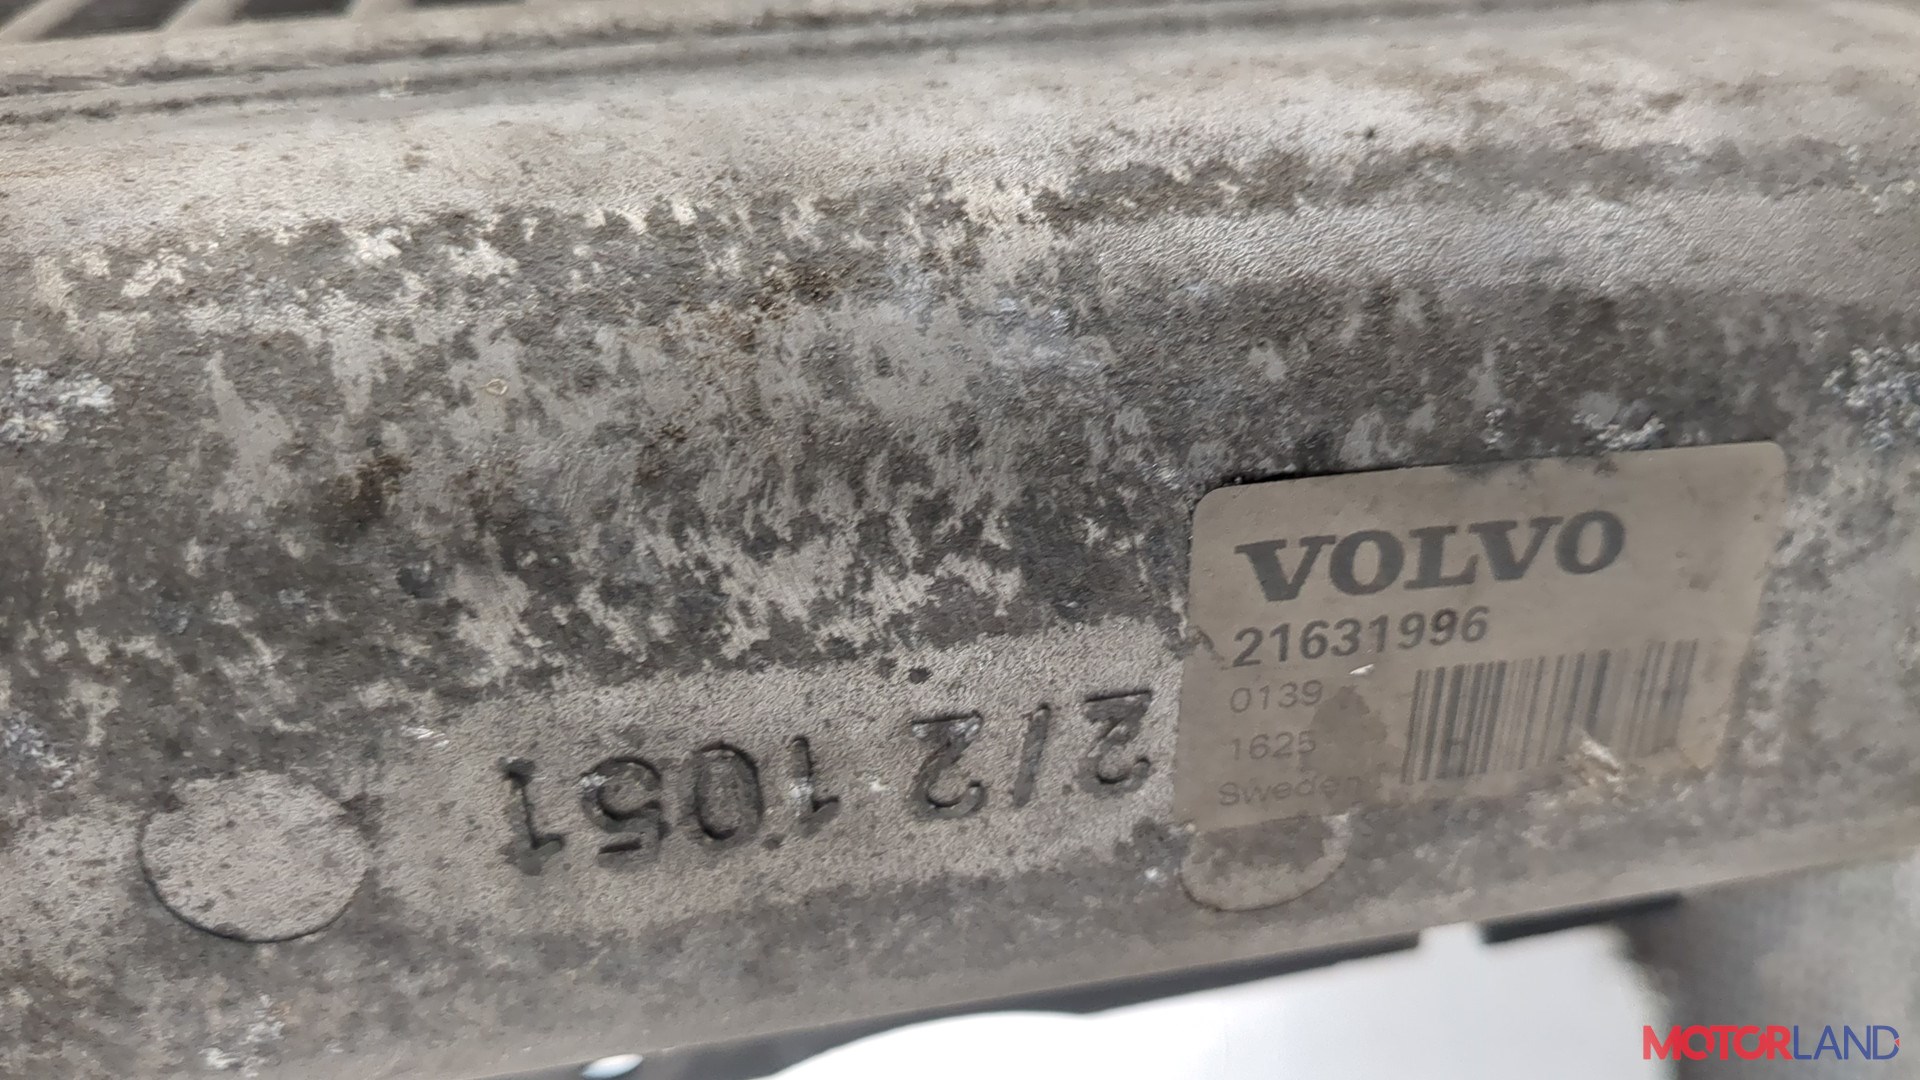 VOLVO
21631996
0139
1625
Sweden
2/2 1051
MOTORLAND